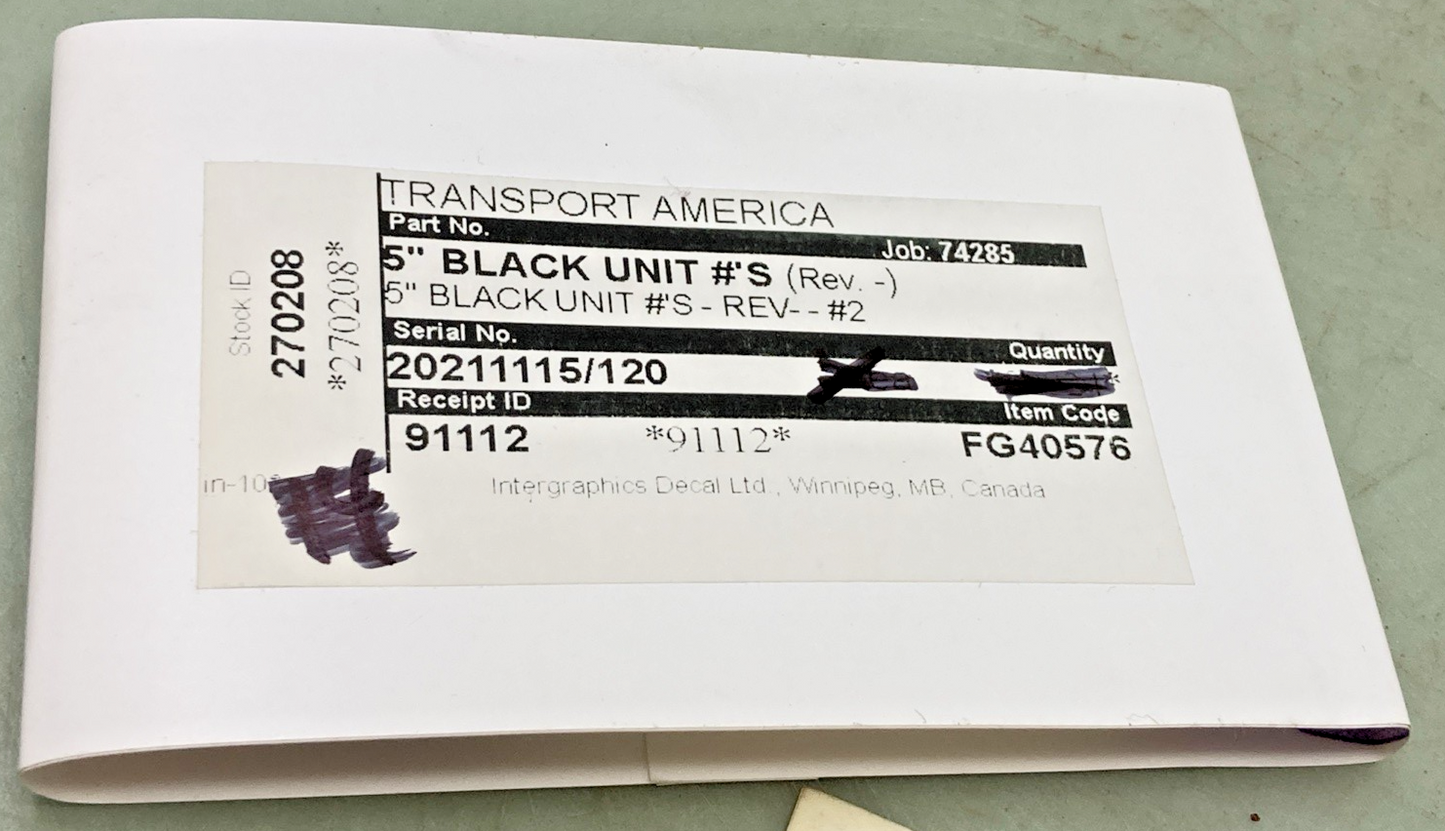 TRANSPORT AMERICA
Part No. Job: 74285
5" BLACK UNIT #'S (Rev. -)
5" BLACK UNIT #'S - REV- - #2
Serial No. Quantity
20211115/120
Receipt ID Item Code
91112 *91112* FG40576
Intergraphics Decal Ltd., Winnipeg, MB, Canada
Stock ID
270208
*270208*